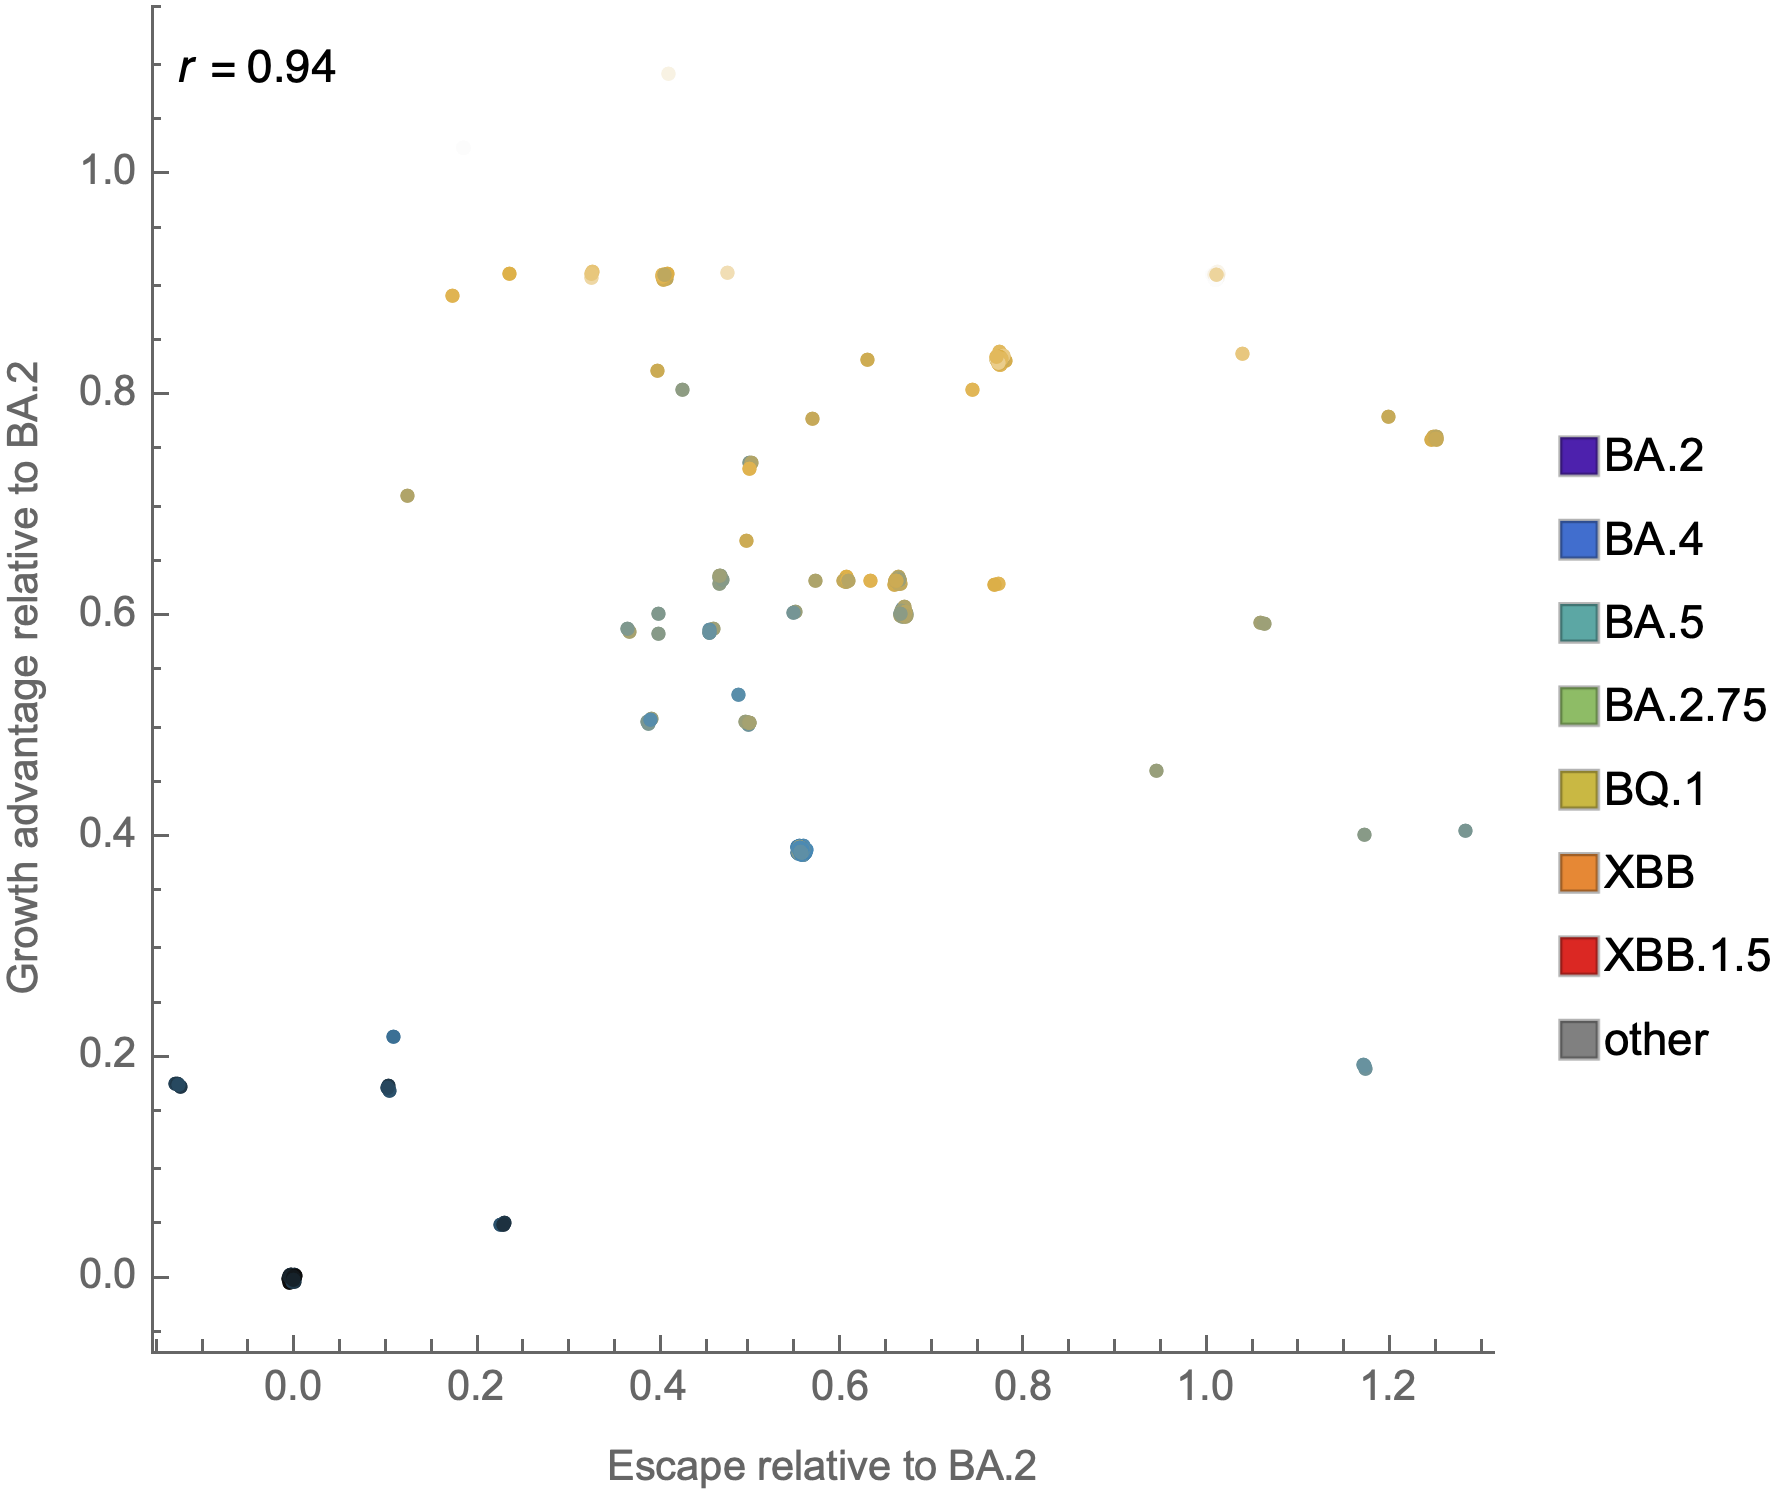 r = 0.94
Growth advantage relative to BA.2
1.0
0.8
0.6
0.4
0.2
0.0
0.0 0.2 0.4 0.6 0.8 1.0 1.2
Escape relative to BA.2
BA.2
BA.4
BA.5
BA.2.75
BQ.1
XBB
XBB.1.5
other